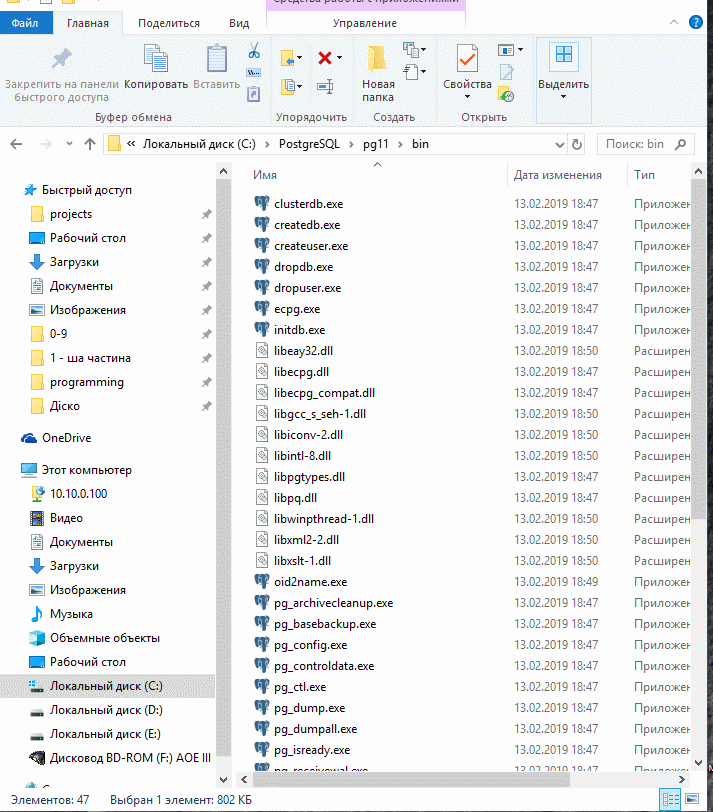 Средства работы с приложениями
Файл
Главная
Поделиться
Вид
Управление
Закрепить на панели
быстрого доступа
Копировать
Вставить
Новая
папка
Свойства
Выделить
Буфер обмена
Упорядочить
Создать
Открыть
« Локальный диск (C:) › PostgreSQL › pg11 › bin
Поиск: bin
Имя
Дата изменения
Тип
Быстрый доступ
projects
Рабочий стол
Загрузки
Документы
Изображения
0-9
1 - ша частина
programming
Діско
OneDrive
Этот компьютер
10.10.0.100
Видео
Документы
Загрузки
Изображения
Музыка
Объемные объекты
Рабочий стол
Локальный диск (C:)
Локальный диск (D:)
Локальный диск (E:)
Дисковод BD-ROM (F:) AOE III
clusterdb.exe 13.02.2019 18:47 Приложен
createdb.exe 13.02.2019 18:47 Приложен
createuser.exe 13.02.2019 18:47 Приложен
dropdb.exe 13.02.2019 18:47 Приложен
dropuser.exe 13.02.2019 18:47 Приложен
ecpg.exe 13.02.2019 18:47 Приложен
initdb.exe 13.02.2019 18:47 Приложен
libeay32.dll 13.02.2019 18:50 Расширен
libecpg.dll 13.02.2019 18:47 Расширен
libecpg_compat.dll 13.02.2019 18:47 Расширен
libgcc_s_seh-1.dll 13.02.2019 18:50 Расширен
libiconv-2.dll 13.02.2019 18:50 Расширен
libintl-8.dll 13.02.2019 18:50 Расширен
libpgtypes.dll 13.02.2019 18:47 Расширен
libpq.dll 13.02.2019 18:47 Расширен
libwinpthread-1.dll 13.02.2019 18:50 Расширен
libxml2-2.dll 13.02.2019 18:50 Расширен
libxslt-1.dll 13.02.2019 18:50 Расширен
oid2name.exe 13.02.2019 18:49 Приложен
pg_archivecleanup.exe 13.02.2019 18:47 Приложен
pg_basebackup.exe 13.02.2019 18:47 Приложен
pg_config.exe 13.02.2019 18:47 Приложен
pg_controldata.exe 13.02.2019 18:47 Приложен
pg_ctl.exe 13.02.2019 18:47 Приложен
pg_dump.exe 13.02.2019 18:47 Приложен
pg_dumpall.exe 13.02.2019 18:47 Приложен
pg_isready.exe 13.02.2019 18:47 Приложен
pg_receivewal.exe 13.02.2019 18:47 Приложен
Элементов: 47
Выбран 1 элемент: 802 КБ